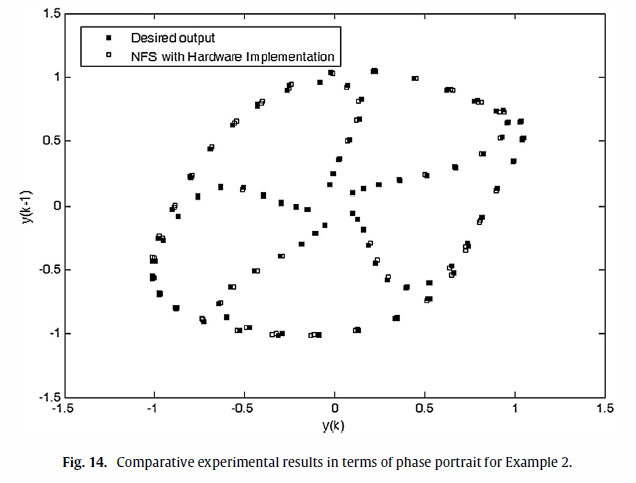 1.5
Desired output
NFS with Hardware Implementation
1
0.5
0
-0.5
-1
-1.5
y(k-1)
-1.5 -1 -0.5 0 0.5 1 1.5
y(k)
Fig. 14. Comparative experimental results in terms of phase portrait for Example 2.